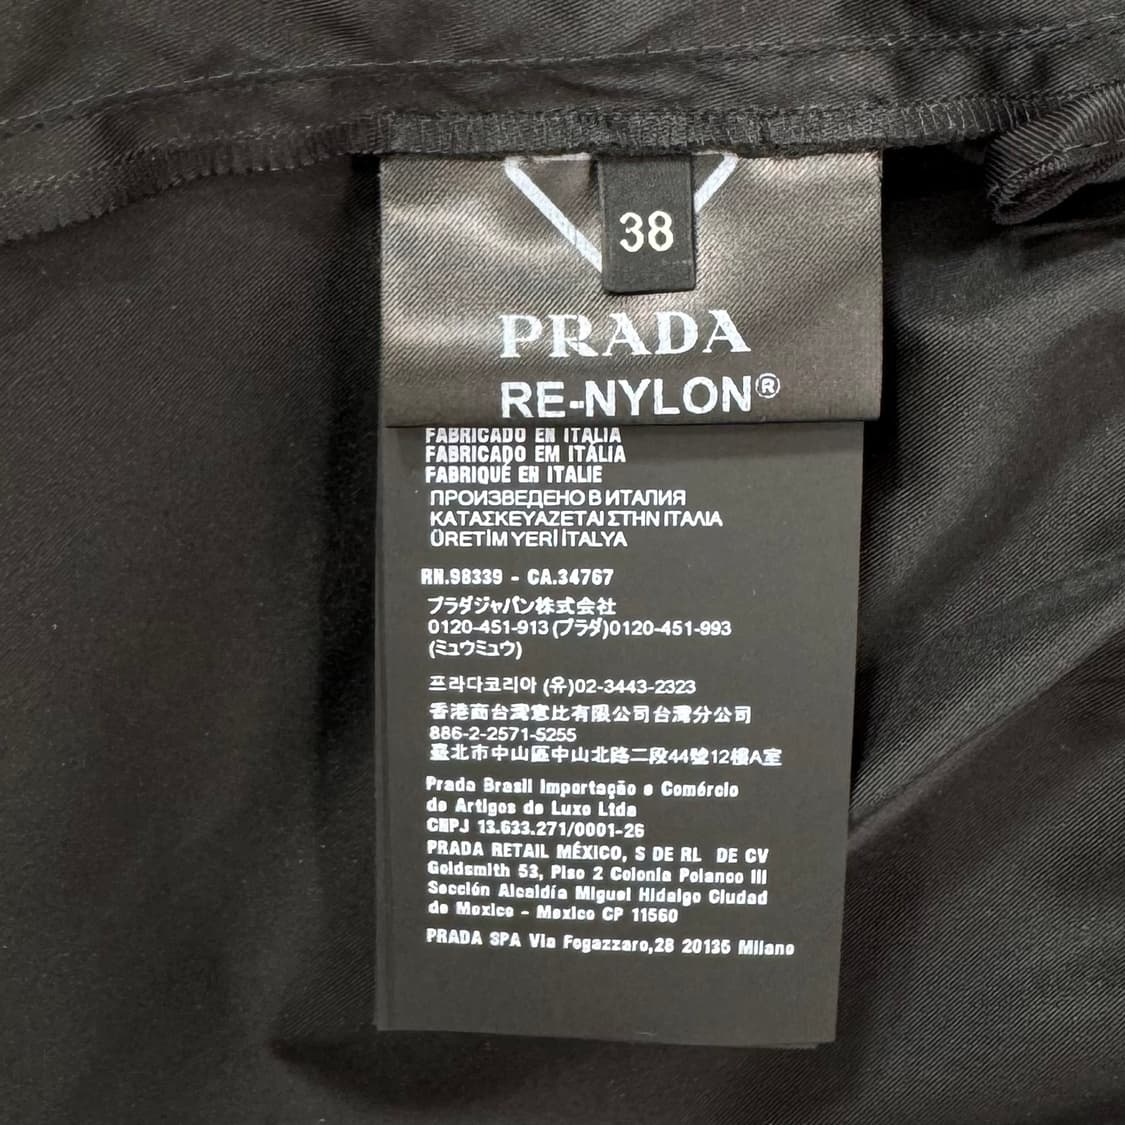 38
PRADA
RE-NYLON®
FABRICADO EN ITALIA
FABRICADO EM ITÁLIA
FABRIQUÉ EN ITALIE
ПРОИЗВЕДЕНО В ИТАЛИЯ
ΚΑΤΑΣΚΕΥΑΖΕΤΑΙ ΣΤΗΝ ΙΤΑΛΙΑ
ÜRETİM YERİ İTALYA
RN.98339 - CA.34767
プラダジャパン株式会社
0120-451-913 (プラダ)0120-451-993
(ミュウミュウ)
프라다코리아 (유)02-3443-2323
香港商台灣意比有限公司台灣分公司
886-2-2571-5255
臺北市中山區中山北路二段44號12樓A室
Prada Brasil Importação e Comércio
de Artigos de Luxo Ltda
CNPJ 13.633.271/0001-26
PRADA RETAIL MÉXICO, S DE RL DE CV
Goldsmith 53, Piso 2 Colonia Polanco III
Sección Alcaldía Miguel Hidalgo Ciudad
de Mexico - Mexico CP 11560
PRADA SPA Via Fogazzaro,28 20135 Milano